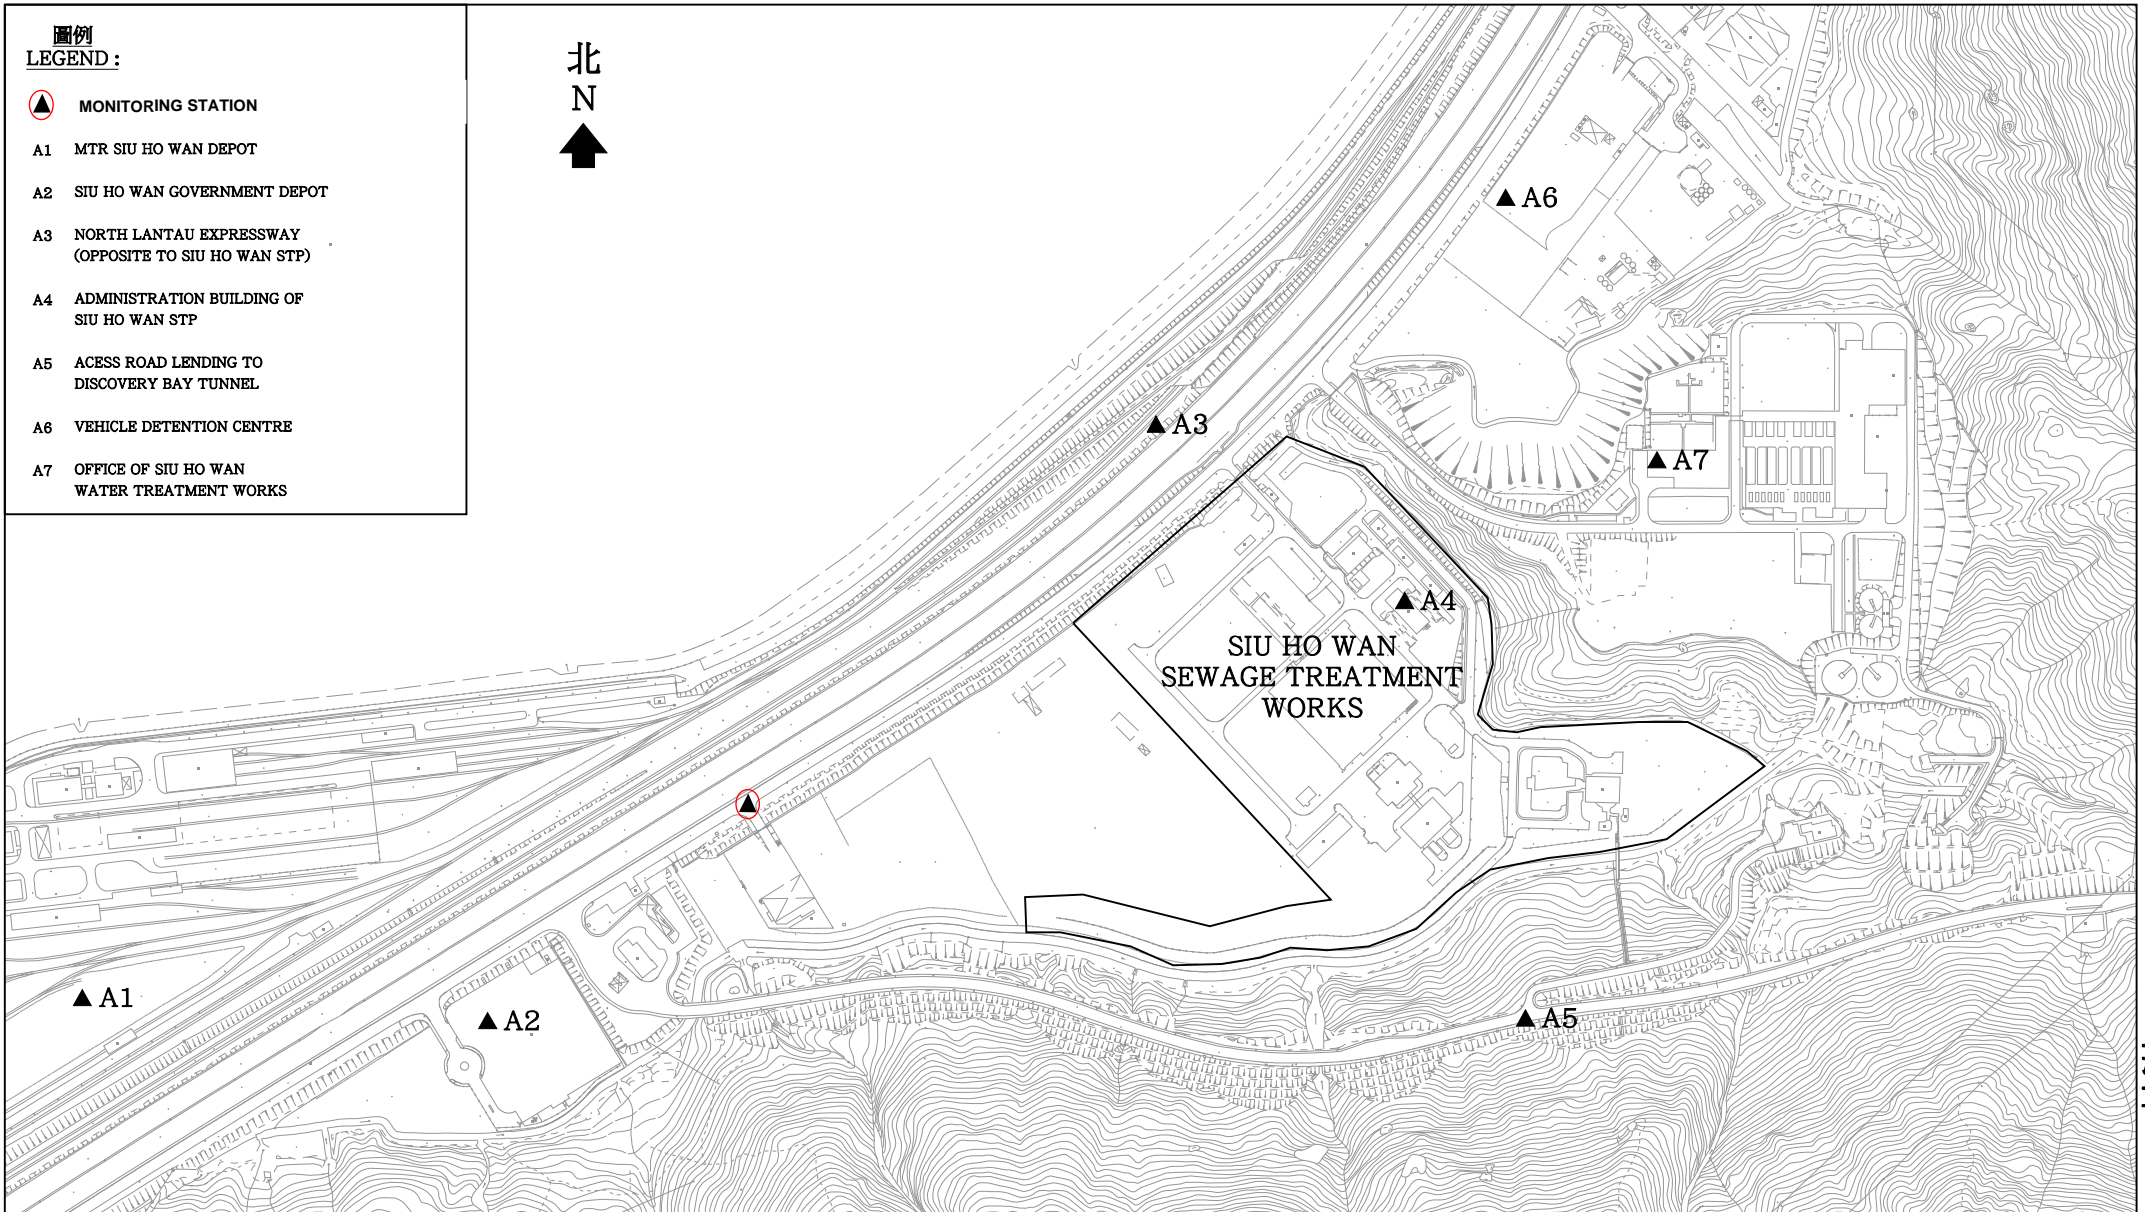 圖例
LEGEND :
MONITORING STATION
A1 MTR SIU HO WAN DEPOT
A2 SIU HO WAN GOVERNMENT DEPOT
A3 NORTH LANTAU EXPRESSWAY
(OPPOSITE TO SIU HO WAN STP)
A4 ADMINISTRATION BUILDING OF
SIU HO WAN STP
A5 ACESS ROAD LENDING TO
DISCOVERY BAY TUNNEL
A6 VEHICLE DETENTION CENTRE
A7 OFFICE OF SIU HO WAN
WATER TREATMENT WORKS
北
N
A6
A3
A7
A4
SIU HO WAN
SEWAGE TREATMENT
WORKS
A1
A2
A5